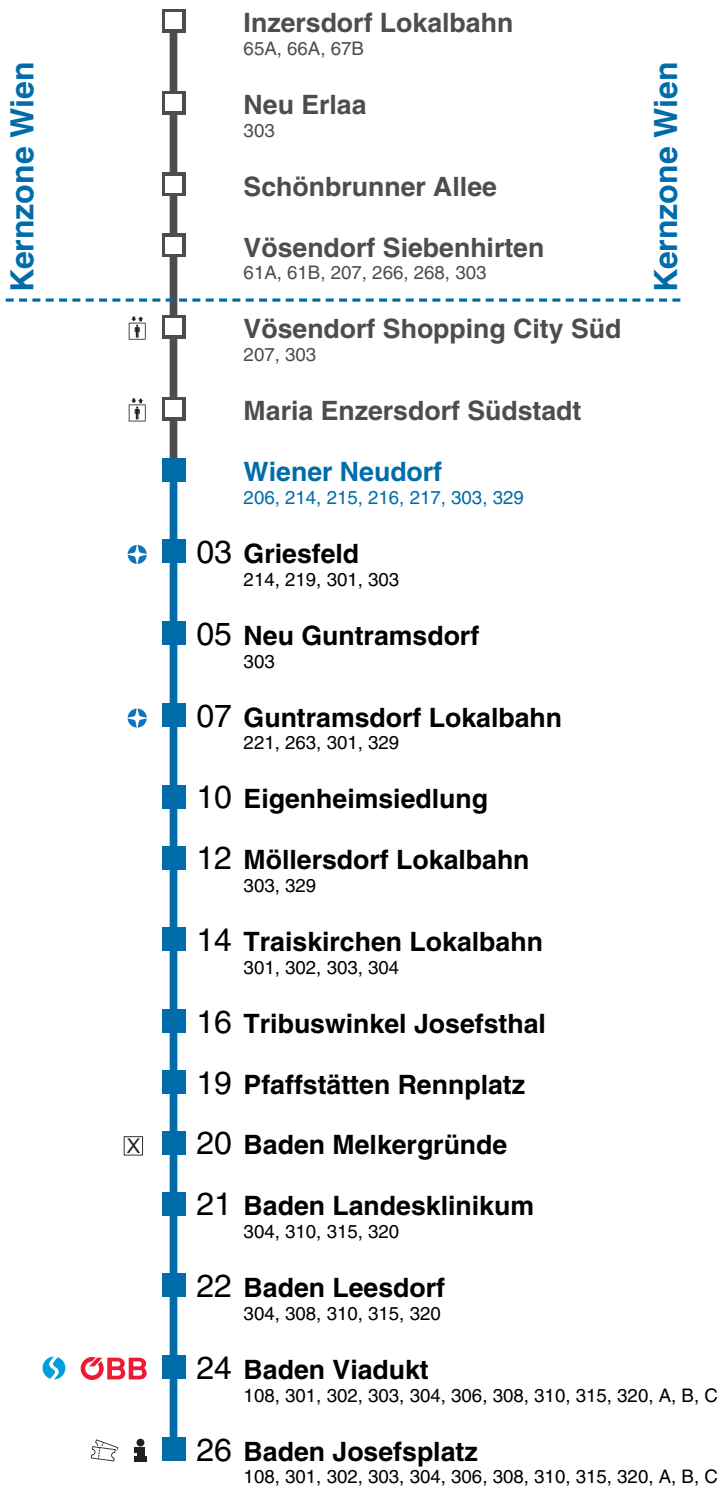 Inzersdorf Lokalbahn
65A, 66A, 67B
Kernzone Wien
Kernzone Wien
Neu Erlaa
303
Schönbrunner Allee
Vösendorf Siebenhirten
61A, 61B, 207, 266, 268, 303
Vösendorf Shopping City Süd
207, 303
Maria Enzersdorf Südstadt
Wiener Neudorf
206, 214, 215, 216, 217, 303, 329
03 Griesfeld
214, 219, 301, 303
05 Neu Guntramsdorf
303
07 Guntramsdorf Lokalbahn
221, 263, 301, 329
10 Eigenheimsiedlung
12 Möllersdorf Lokalbahn
303, 329
14 Traiskirchen Lokalbahn
301, 302, 303, 304
16 Tribuswinkel Josefsthal
19 Pfaffstätten Rennplatz
X 20 Baden Melkergründe
21 Baden Landesklinikum
304, 310, 315, 320
22 Baden Leesdorf
304, 308, 310, 315, 320
ÖBB 24 Baden Viadukt
108, 301, 302, 303, 304, 306, 308, 310, 315, 320, A, B, C
i 26 Baden Josefsplatz
108, 301, 302, 303, 304, 306, 308, 310, 315, 320, A, B, C